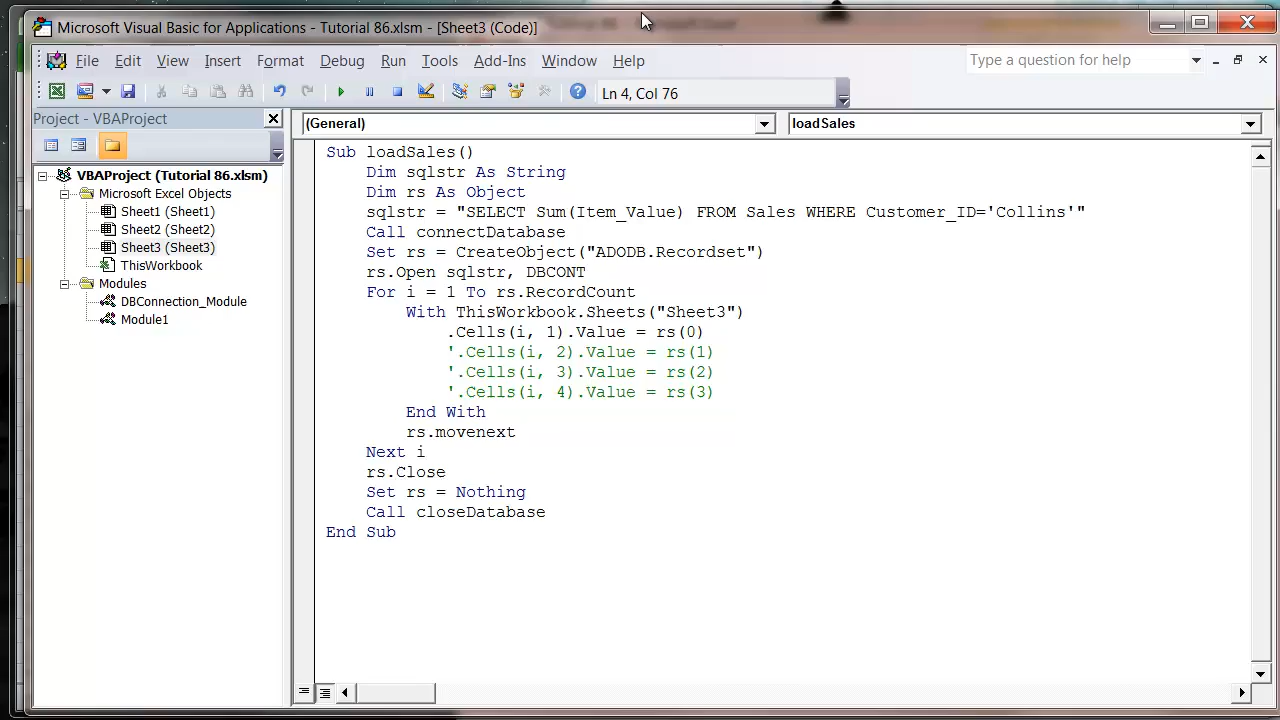 Microsoft Visual Basic for Applications - Tutorial 86.xlsm - [Sheet3 (Code)]
File Edit View Insert Format Debug Run Tools Add-Ins Window Help
Type a question for help
Ln 4, Col 76
Project - VBAProject
(General)
loadSales
VBAProject (Tutorial 86.xlsm)
Microsoft Excel Objects
Sheet1 (Sheet1)
Sheet2 (Sheet2)
Sheet3 (Sheet3)
ThisWorkbook
Modules
DBConnection_Module
Module1
Sub loadSales()
Dim sqlstr As String
Dim rs As Object
sqlstr = "SELECT Sum(Item_Value) FROM Sales WHERE Customer_ID='Collins'"
Call connectDatabase
Set rs = CreateObject("ADODB.Recordset")
rs.Open sqlstr, DBCONT
For i = 1 To rs.RecordCount
With ThisWorkbook.Sheets("Sheet3")
.Cells(i, 1).Value = rs(0)
'.Cells(i, 2).Value = rs(1)
'.Cells(i, 3).Value = rs(2)
'.Cells(i, 4).Value = rs(3)
End With
rs.movenext
Next i
rs.Close
Set rs = Nothing
Call closeDatabase
End Sub